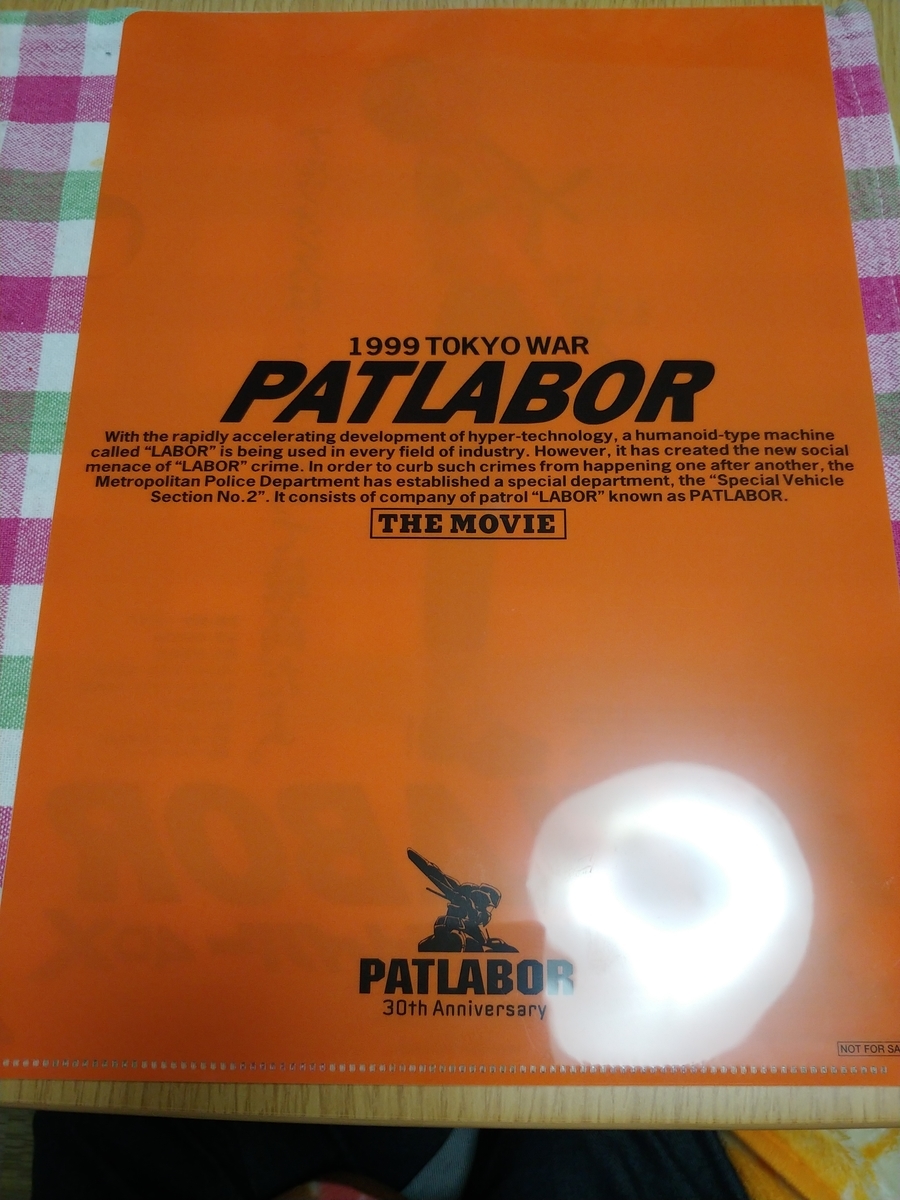 1999 TOKYO WAR
PATLABOR
With the rapidly accelerating development of hyper-technology, a humanoid-type machine
called “LABOR” is being used in every field of industry. However, it has created the new social
menace of “LABOR” crime. In order to curb such crimes from happening one after another, the
Metropolitan Police Department has established a special department, the “Special Vehicle
Section No.2”. It consists of company of patrol “LABOR” known as PATLABOR.
THE MOVIE
PATLABOR
30th Anniversary
NOT FOR SA